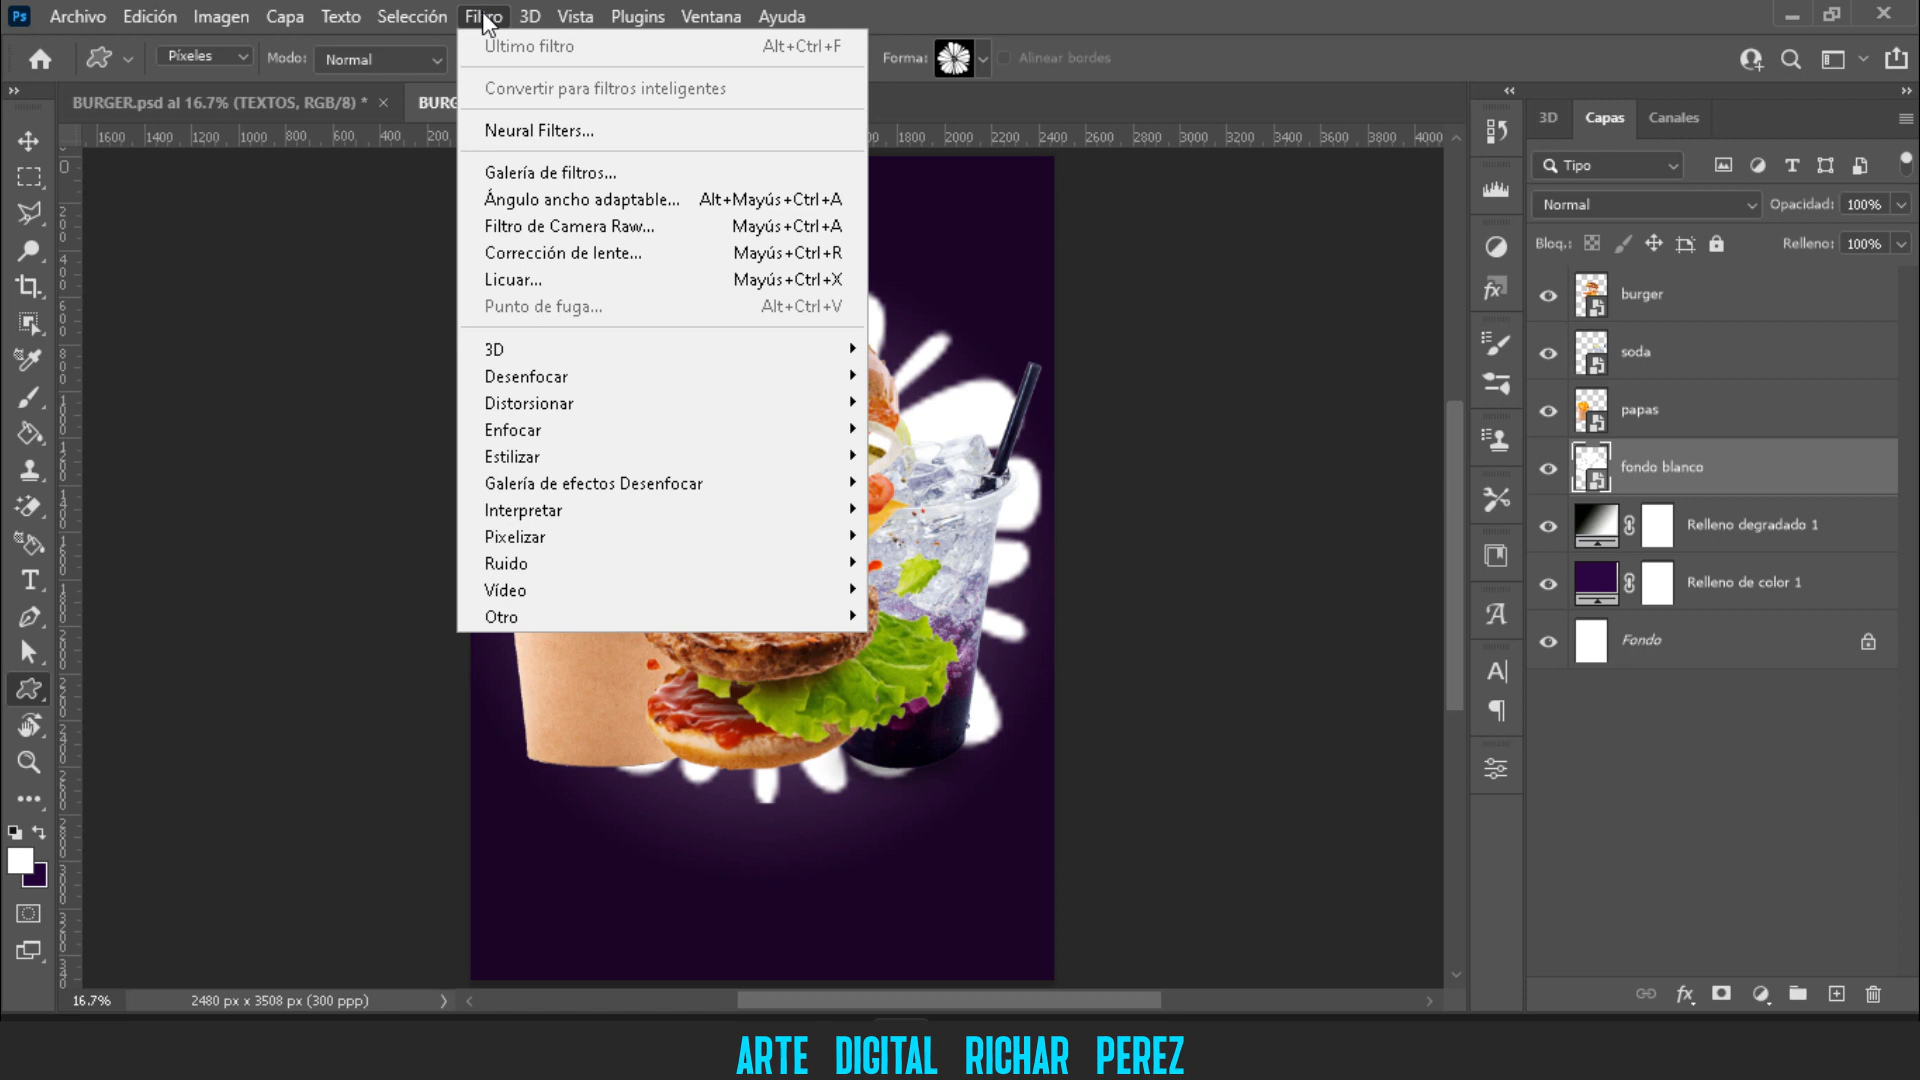 Ps Archivo Edición Imagen Capa Texto Selección Filtro 3D Vista Plugins Ventana Ayuda
Píxeles Modo: Normal Forma: Alinear bordes
BURGER.psd al 16.7% (TEXTOS, RGB/8) * × BURG
1600 1400 1200 1000 800 600 400 200 1800 2000 2200 2400 2600 2800 3000 3200 3400 3600 3800 4000
Último filtro Alt+Ctrl+F
Convertir para filtros inteligentes
Neural Filters...
Galería de filtros...
Ángulo ancho adaptable... Alt+Mayús+Ctrl+A
Filtro de Camera Raw... Mayús+Ctrl+A
Corrección de lente... Mayús+Ctrl+R
Licuar... Mayús+Ctrl+X
Punto de fuga... Alt+Ctrl+V
3D
Desenfocar
Distorsionar
Enfocar
Estilizar
Galería de efectos Desenfocar
Interpretar
Pixelizar
Ruido
Vídeo
Otro
3D Capas Canales
Tipo
Normal Opacidad: 100%
Bloq.: Relleno: 100%
burger
soda
papas
fondo blanco
Relleno degradado 1
Relleno de color 1
Fondo
16.7% 2480 px x 3508 px (300 ppp)
ARTE DIGITAL RICHAR PEREZ